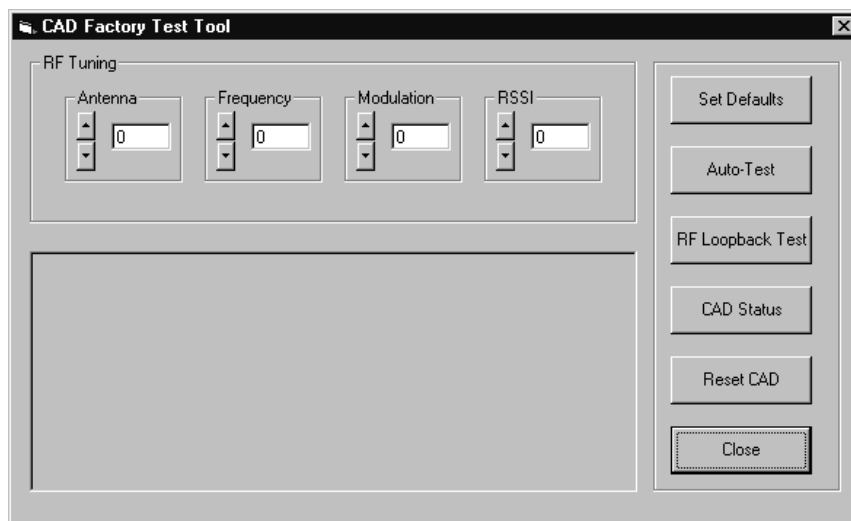 CAD Factory Test Tool
RF Tuning
Antenna
0
Frequency
0
Modulation
0
RSSI
0
Set Defaults
Auto-Test
RF Loopback Test
CAD Status
Reset CAD
Close